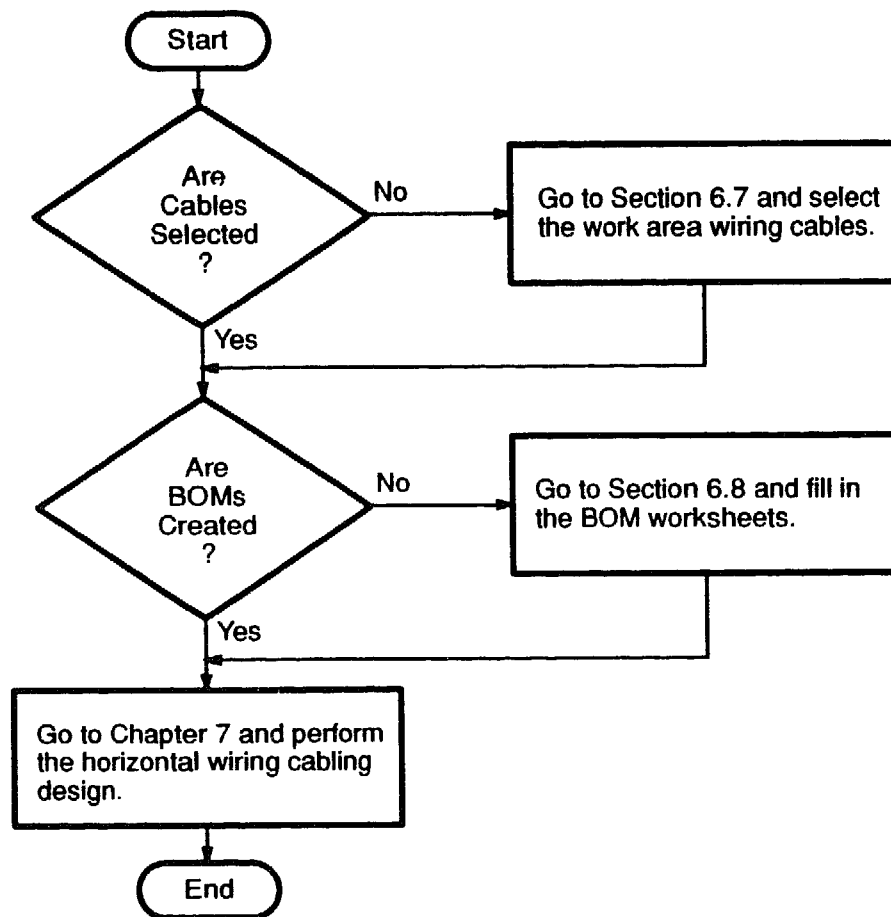 Start
Are
Cables
Selected
?
No
Go to Section 6.7 and select
the work area wiring cables.
Yes
Are
BOMs
Created
?
No
Go to Section 6.8 and fill in
the BOM worksheets.
Yes
Go to Chapter 7 and perform
the horizontal wiring cabling
design.
End